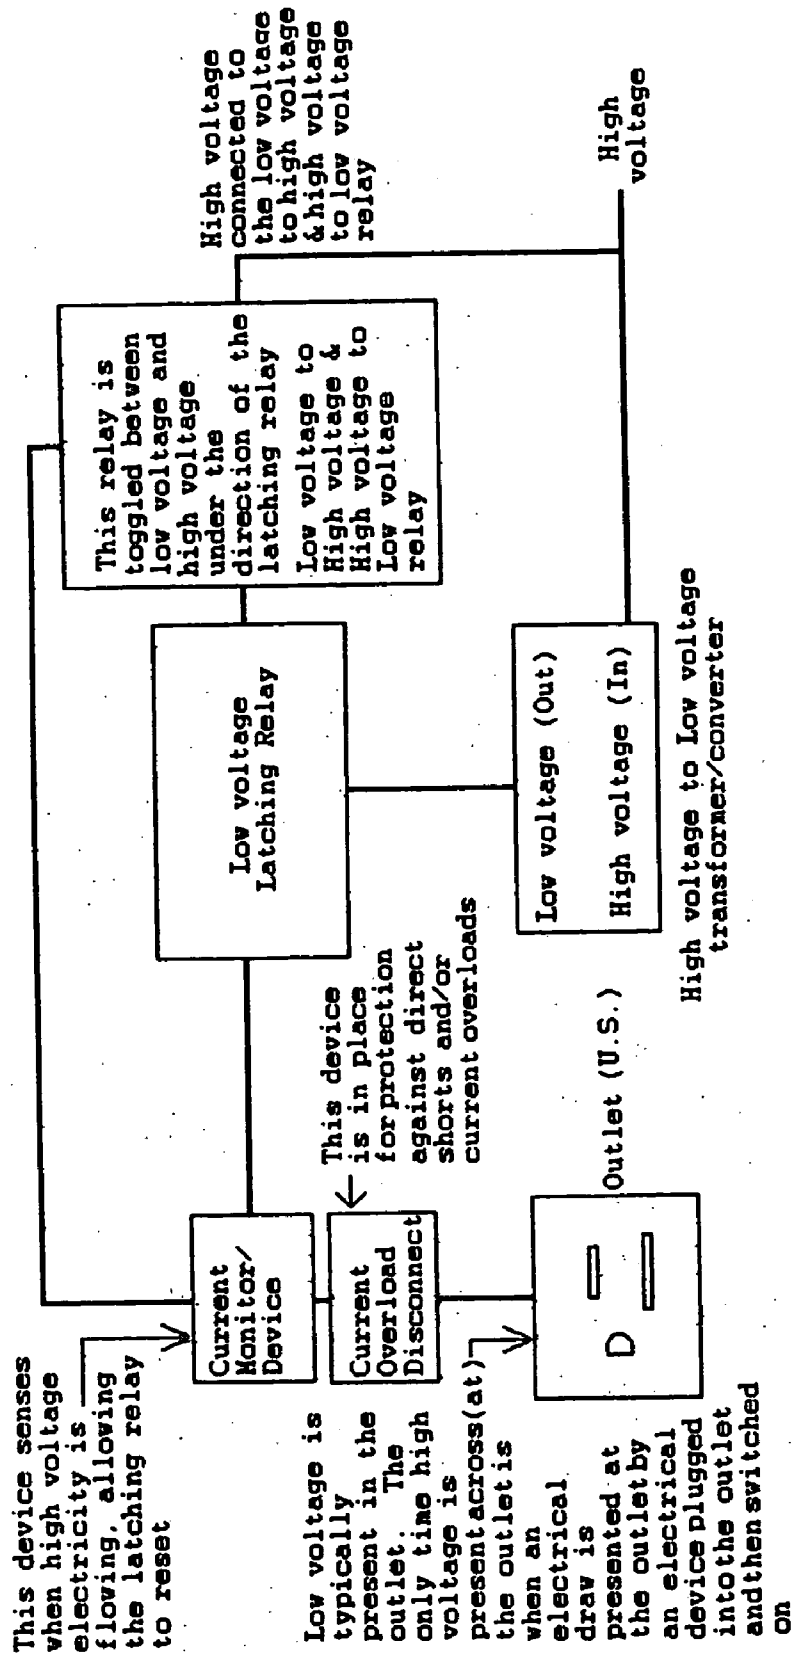 This device senses
when high voltage
electricity is
flowing, allowing
the latching relay
to reset
Current
Monitor/
Device
Low voltage
Latching Relay
This relay is
toggled between
low voltage and
high voltage
under the
direction of the
latching relay
Low voltage to
High voltage &
High voltage to
Low voltage
relay
High voltage
connected to
the low voltage
to high voltage
& high voltage
to low voltage
relay
Low voltage is
typically
present in the
outlet. The
only time high
voltage is
present across(at)
the outlet is
when an
electrical
draw is
presented at
the outlet by
an electrical
device plugged
into the outlet
and then switched
on
Current
Overload
Disconnect
This device
is in place
for protection
against direct
shorts and/or
current overloads
Outlet (U.S.)
Low voltage (Out)
High voltage (In)
High voltage to Low voltage
transformer/converter
High
voltage